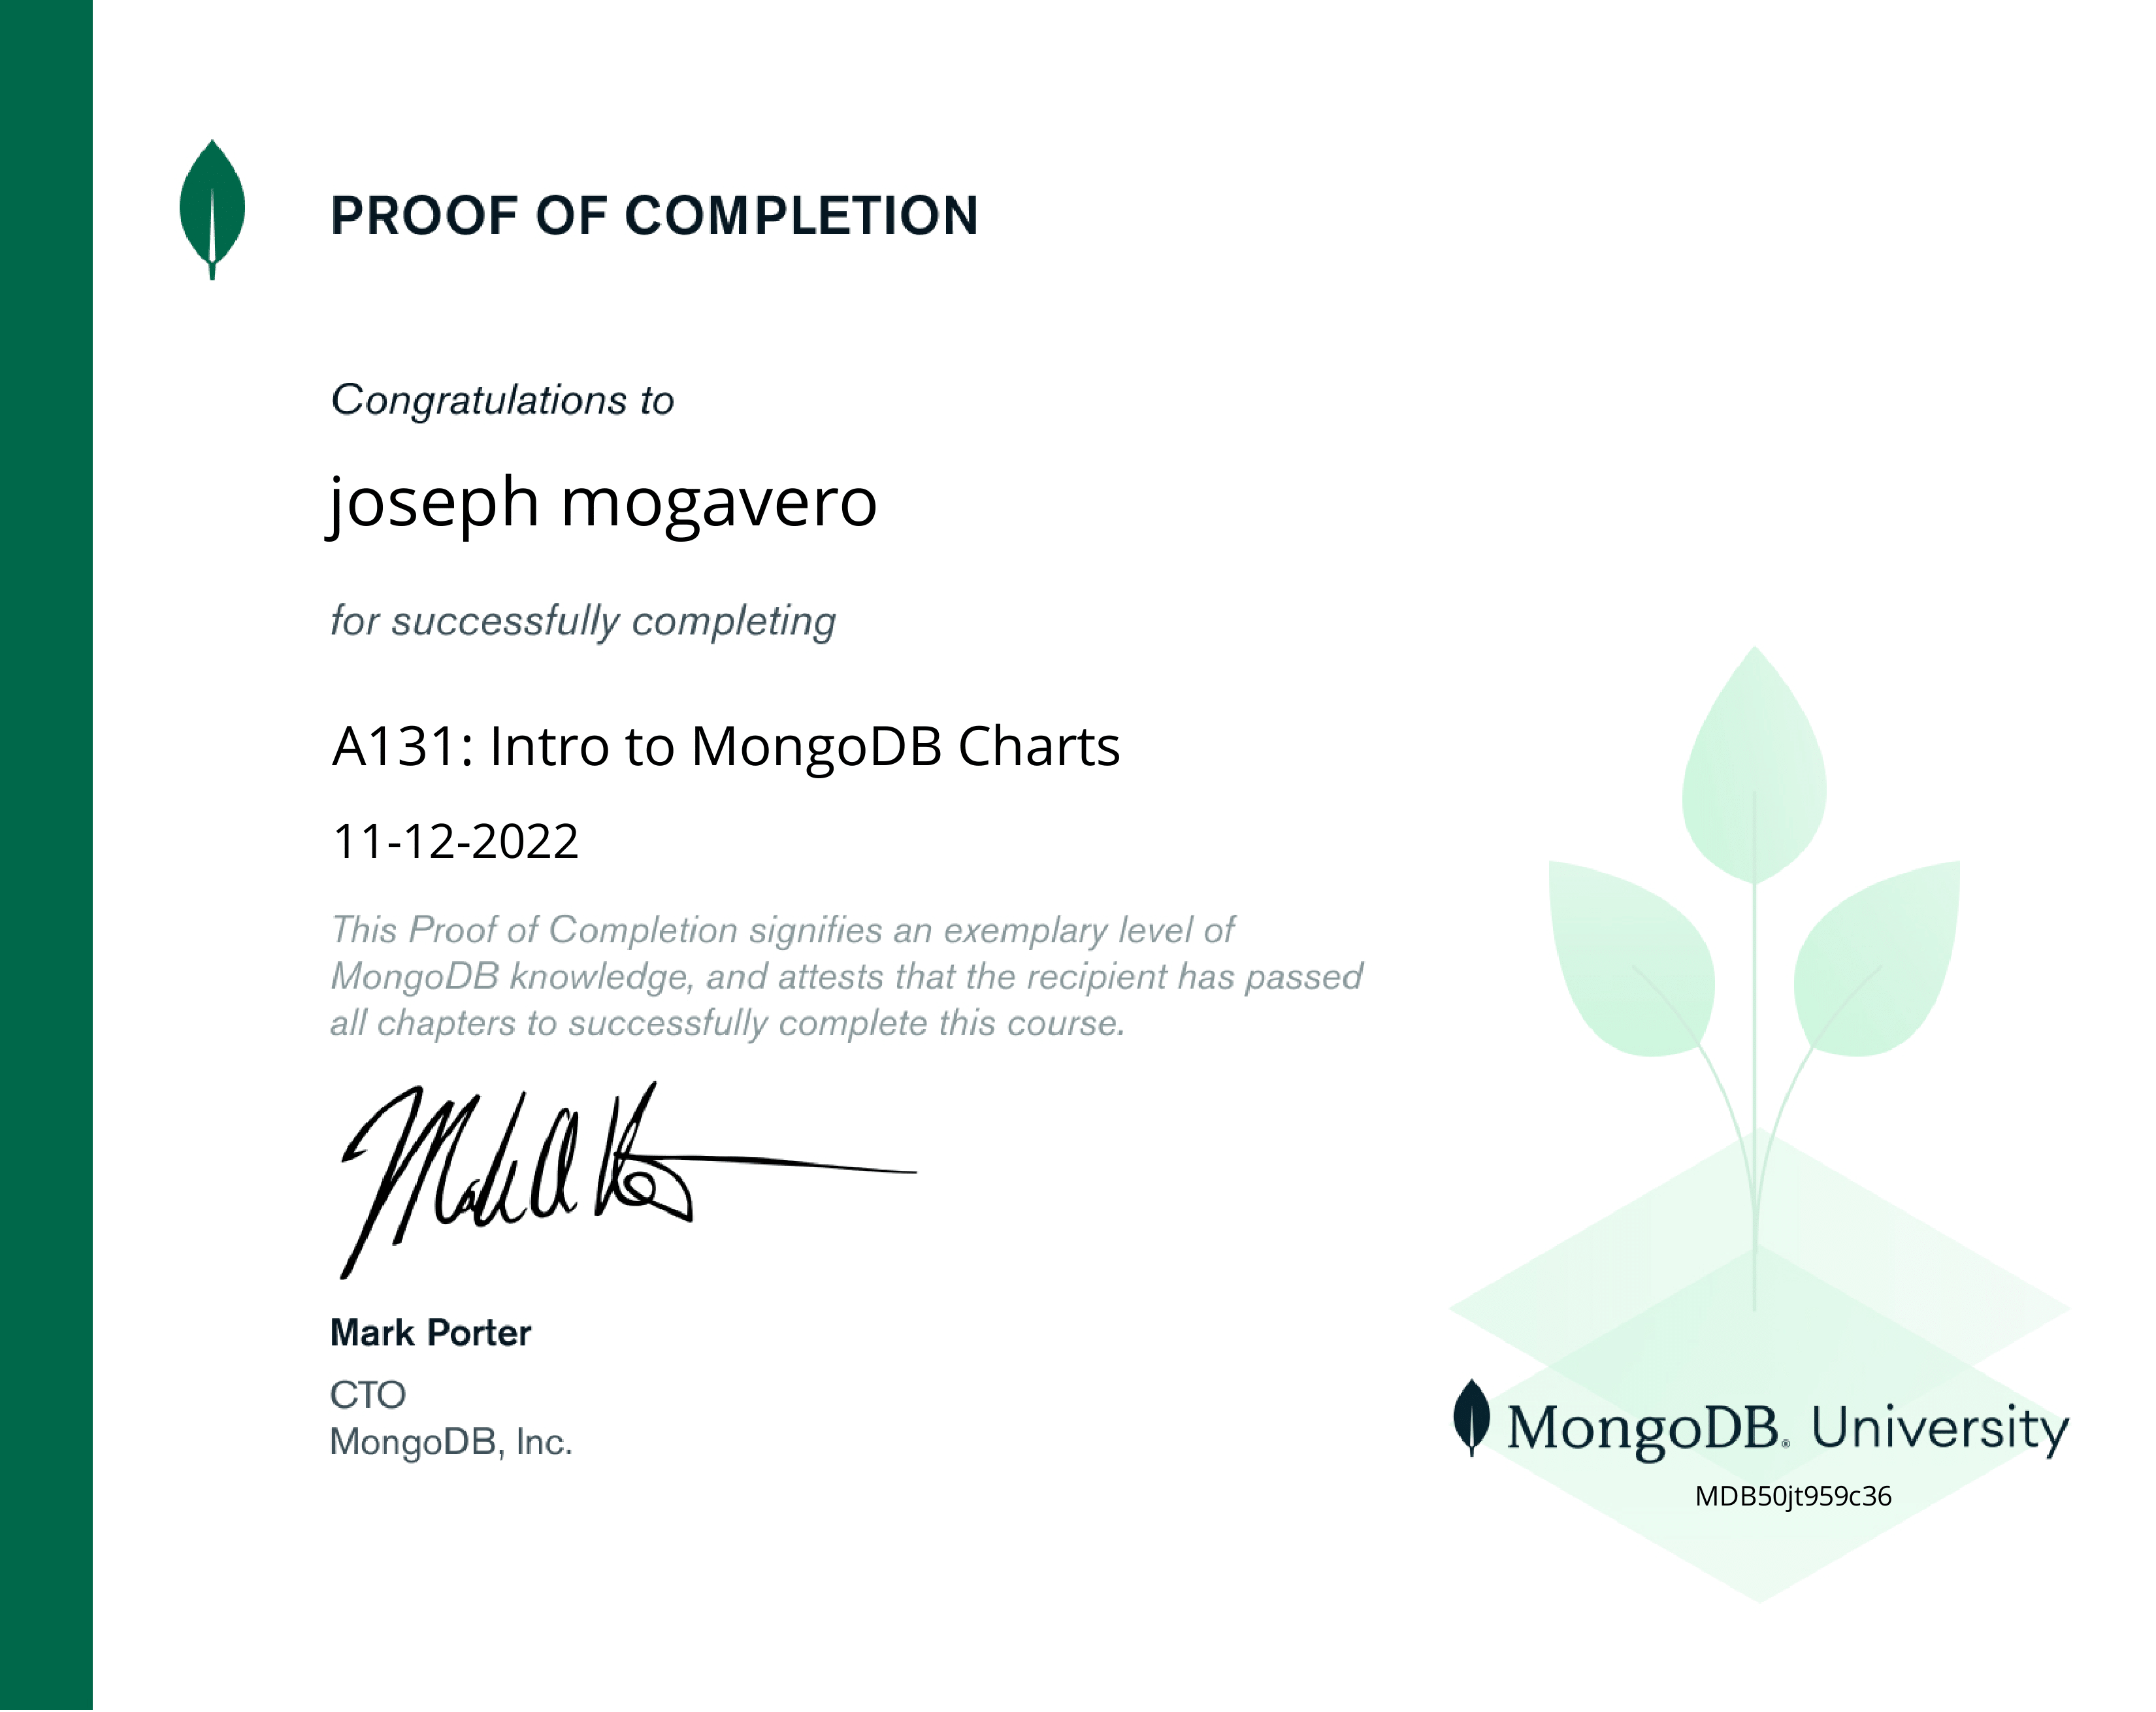 PROOF OF COMPLETION
Congratulations to
joseph mogavero
for successfully completing
A131: Intro to MongoDB Charts
11-12-2022
This Proof of Completion signifies an exemplary level of
MongoDB knowledge, and attests that the recipient has passed
all chapters to successfully complete this course.
Mark Porter
CTO
MongoDB, Inc.
MongoDB® University
MDB50jt959c36